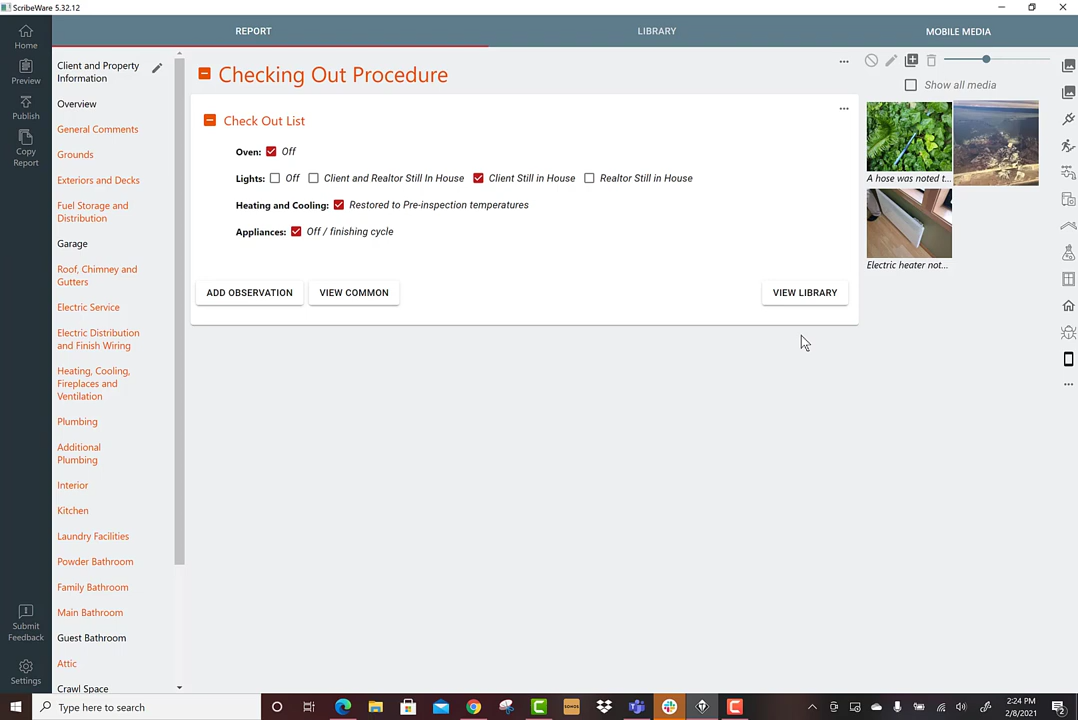 ScribeWare 5.32.12
Home
Preview
Publish
Copy
Report
Submit
Feedback
Settings
REPORT
LIBRARY
MOBILE MEDIA
Client and Property
Information
Overview
General Comments
Grounds
Exteriors and Decks
Fuel Storage and
Distribution
Garage
Roof, Chimney and
Gutters
Electric Service
Electric Distribution
and Finish Wiring
Heating, Cooling,
Fireplaces and
Ventilation
Plumbing
Additional
Plumbing
Interior
Kitchen
Laundry Facilities
Powder Bathroom
Family Bathroom
Main Bathroom
Guest Bathroom
Attic
Crawl Space
Checking Out Procedure
Check Out List
Oven: Off
Lights: Off Client and Realtor Still In House Client Still in House Realtor Still in House
Heating and Cooling: Restored to Pre-inspection temperatures
Appliances: Off / finishing cycle
ADD OBSERVATION VIEW COMMON VIEW LIBRARY
Show all media
A hose was noted t...
Electric heater not...
Type here to search
SONOS
2:24 PM
2/8/2021